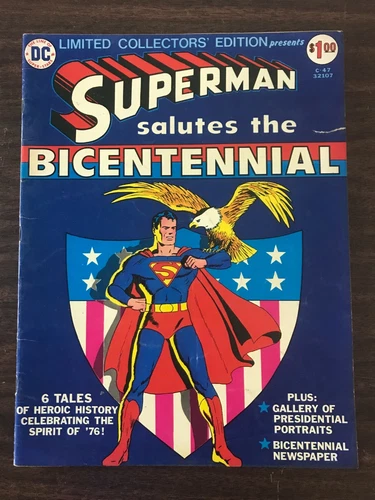 DC
LIMITED COLLECTORS' EDITION presents
$1.00
C-47
32107
SUPERMAN
salutes the
BICENTENNIAL
S
6 TALES
OF HEROIC HISTORY
CELEBRATING THE
SPIRIT OF '76!
PLUS:
★ GALLERY OF
PRESIDENTIAL
PORTRAITS
★ BICENTENNIAL
NEWSPAPER